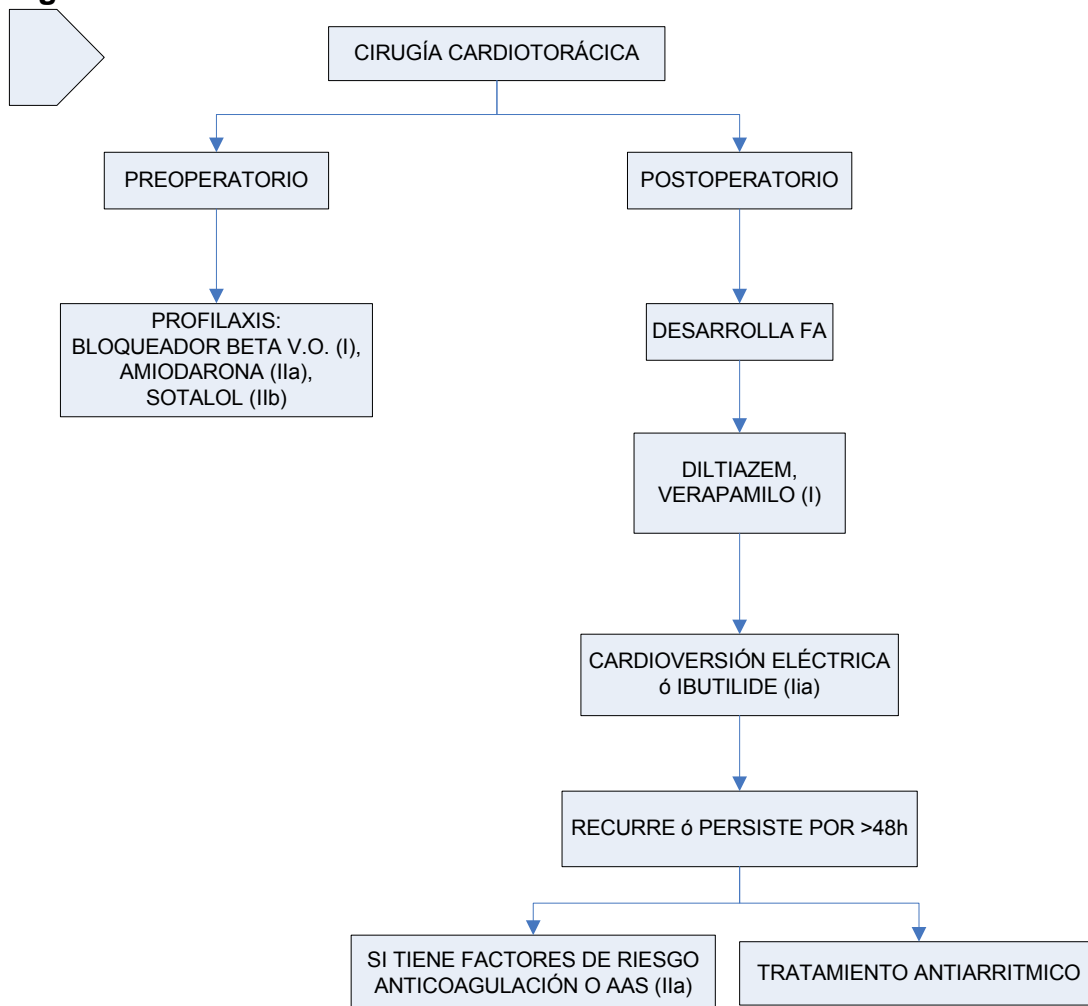 CIRUGÍA CARDIOTORÁCICA
PREOPERATORIO
POSTOPERATORIO
PROFILAXIS:
BLOQUEADOR BETA V.O. (I),
AMIODARONA (IIa),
SOTALOL (IIb)
DESARROLLA FA
DILTIAZEM,
VERAPAMILO (I)
CARDIOVERSIÓN ELÉCTRICA
ó IBUTILIDE (Iia)
RECURRE ó PERSISTE POR >48h
SI TIENE FACTORES DE RIESGO
ANTICOAGULACIÓN O AAS (IIa)
TRATAMIENTO ANTIARRITMICO